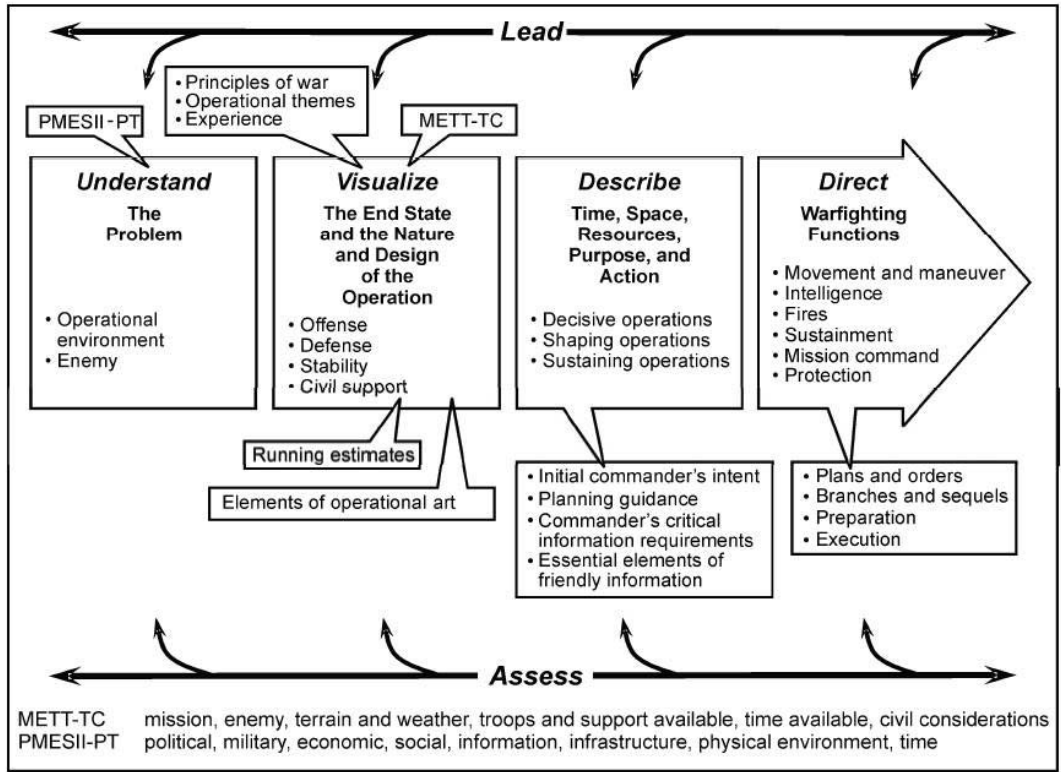 Lead
• Principles of war
• Operational themes
• Experience
PMESII-PT
METT-TC
Understand
The
Problem
• Operational
environment
• Enemy
Visualize
The End State
and the Nature
and Design
of the
Operation
• Offense
• Defense
• Stability
• Civil support
Running estimates
Elements of operational art
Describe
Time, Space,
Resources,
Purpose, and
Action
• Decisive operations
• Shaping operations
• Sustaining operations
• Initial commander's intent
• Planning guidance
• Commander's critical
information requirements
• Essential elements of
friendly information
Direct
Warfighting
Functions
• Movement and maneuver
• Intelligence
• Fires
• Sustainment
• Mission command
• Protection
• Plans and orders
• Branches and sequels
• Preparation
• Execution
Assess
METT-TC mission, enemy, terrain and weather, troops and support available, time available, civil considerations
PMESII-PT political, military, economic, social, information, infrastructure, physical environment, time